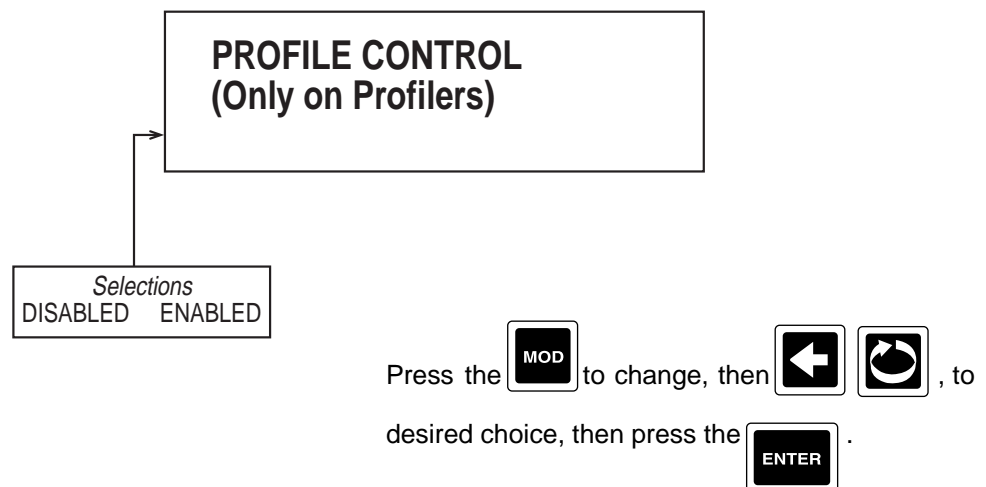 PROFILE CONTROL
(Only on Profilers)
Selections
DISABLED ENABLED
Press the MOD to change, then , to
desired choice, then press the ENTER .